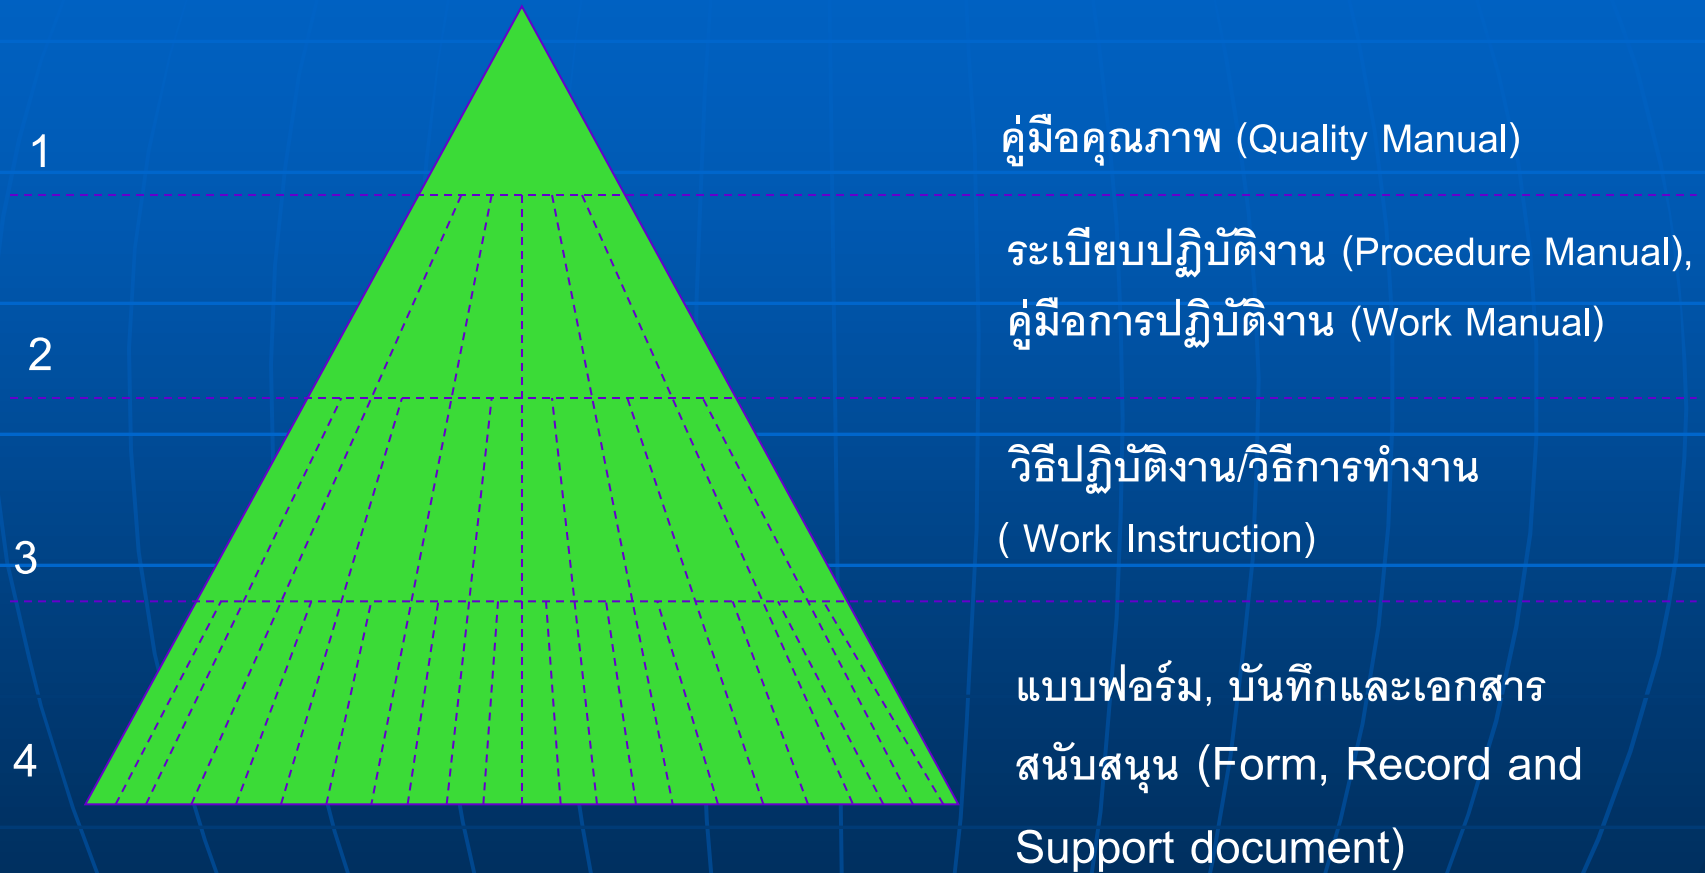 1
คู่มือคุณภาพ (Quality Manual)
ระเบียบปฏิบัติงาน (Procedure Manual),
คู่มือการปฏิบัติงาน (Work Manual)
2
วิธีปฏิบัติงาน/วิธีการทำงาน
( Work Instruction)
3
แบบฟอร์ม, บันทึกและเอกสาร
4
สนับสนุน (Form, Record and
Support document)